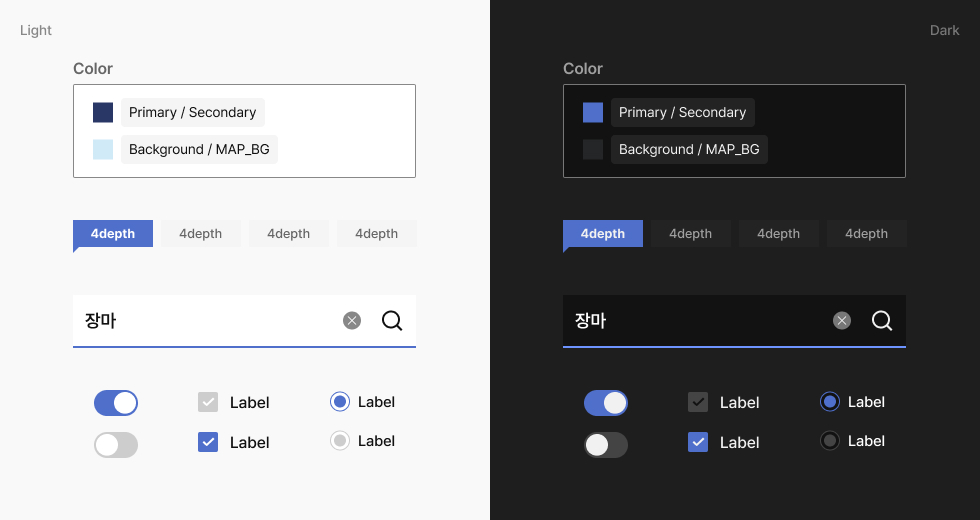 Light
Color
Primary / Secondary
Background / MAP_BG
4depth 4depth 4depth 4depth
장마
Label Label
Label Label
Dark
Color
Primary / Secondary
Background / MAP_BG
4depth 4depth 4depth 4depth
장마
Label Label
Label Label